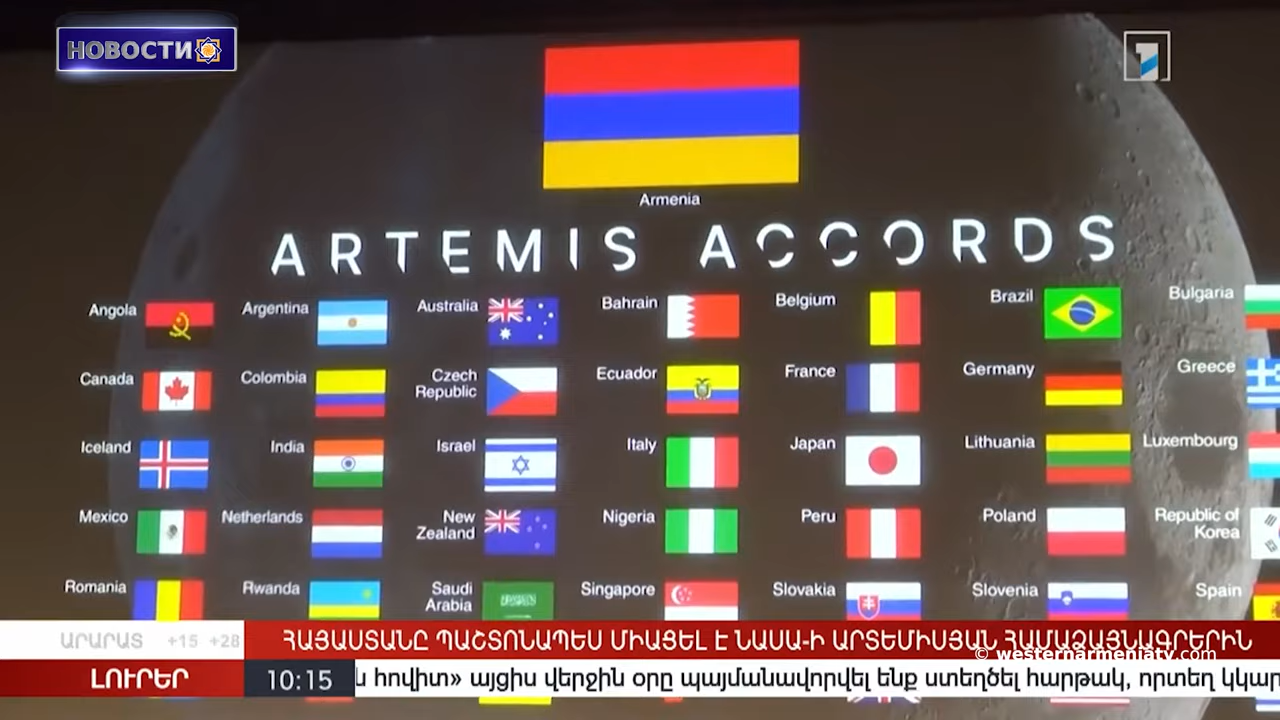 НОВОСТИ
1
Armenia
ARTEMIS ACCORDS
Angola Argentina Australia Bahrain Belgium Brazil Bulgaria
Canada Colombia Czech Republic Ecuador France Germany Greece
Iceland India Israel Italy Japan Lithuania Luxembourg
Mexico Netherlands New Zealand Nigeria Peru Poland Republic of Korea
Romania Rwanda Saudi Arabia Singapore Slovakia Slovenia Spain
ԱՐԱՐԱՏ +15 +28 ՀԱՅԱՍՏԱՆԸ ՊԱՇՏՈՆԱՊԵՍ ՄԻԱՑԵԼ Է ՆԱՍԱ-Ի ԱՐՏԵՄԻՍՅԱՆ ՀԱՄԱՁԱՅՆԱԳՐԵՐԻՆ
© westernarmeniatv.com
ԼՈՒՐԵՐ 10:15 ն հովիտ» այցիս վերջին օրը պայմանավորվել ենք ստեղծել հարթակ, որտեղ կկար